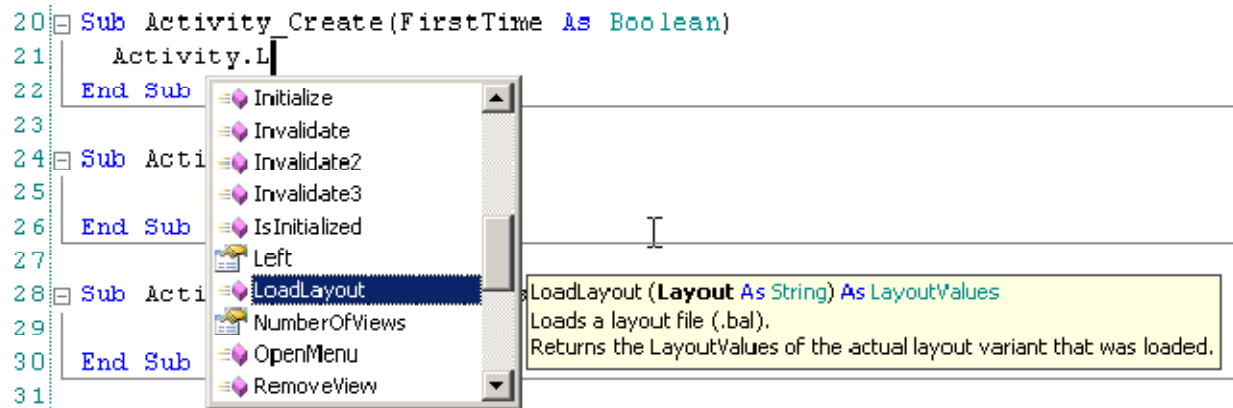 20 Sub Activity_Create(FirstTime As Boolean)
21 Activity.L
22 End Sub
Initialize
23
Invalidate
24 Sub Acti
Invalidate2
25
Invalidate3
26 End Sub
IsInitialized
27
Left
28 Sub Acti
LoadLayout
LoadLayout (Layout As String) As LayoutValues
29
NumberOfViews
Loads a layout file (.bal).
30 End Sub
OpenMenu
Returns the LayoutValues of the actual layout variant that was loaded.
31
RemoveView